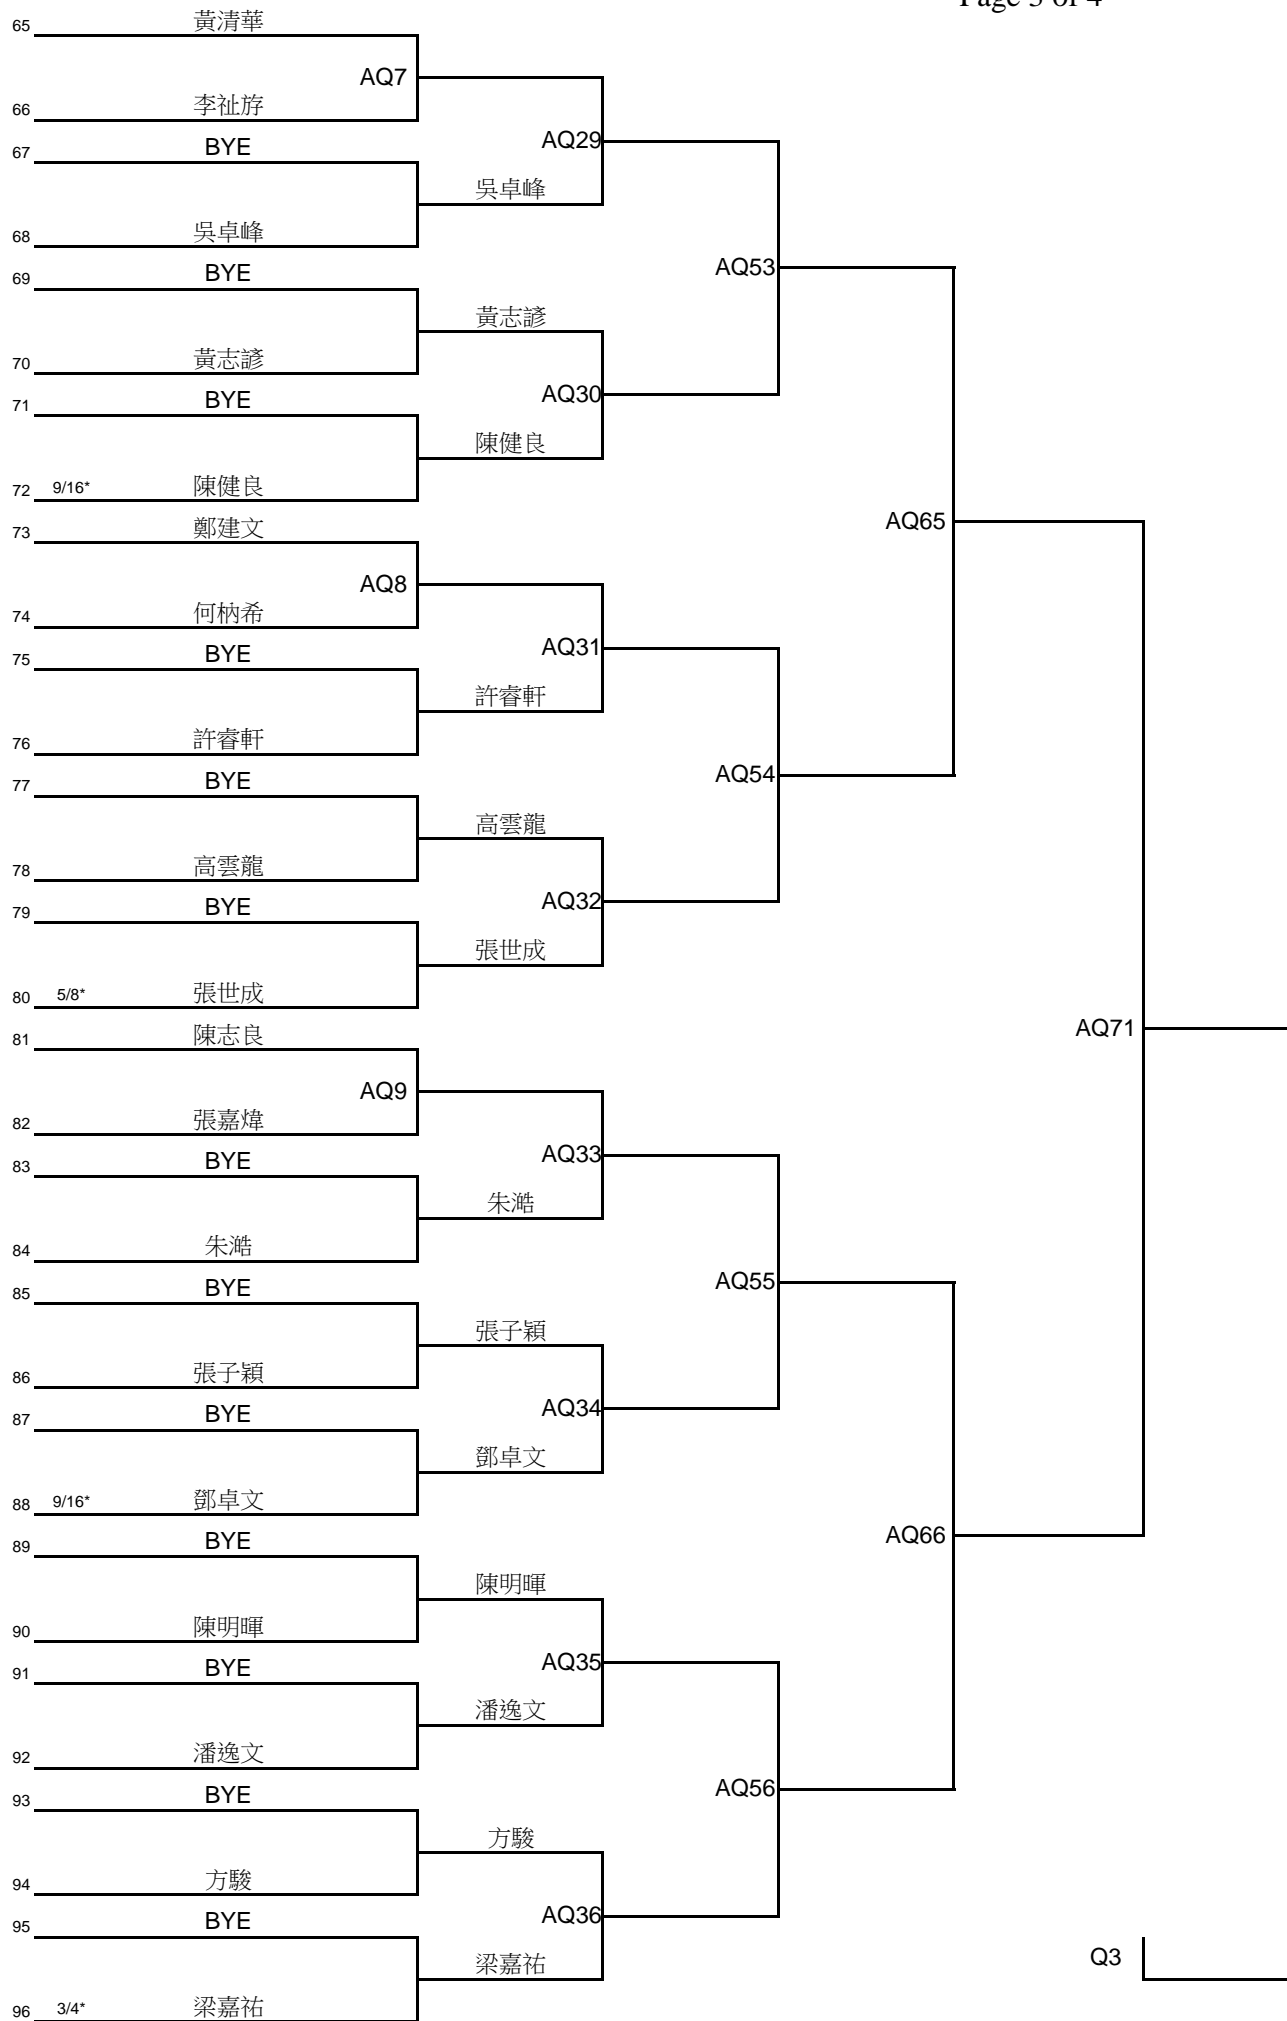 Page 3 of 4
65 黃清華
AQ7
66 李祉斿
67 BYE
AQ29
吳卓峰
68 吳卓峰
AQ53
69 BYE
黃志諺
70 黃志諺
AQ30
71 BYE
陳健良
72 9/16* 陳健良
AQ65
73 鄭建文
AQ8
74 何枘希
75 BYE
AQ31
許睿軒
76 許睿軒
AQ54
77 BYE
高雲龍
78 高雲龍
AQ32
79 BYE
張世成
80 5/8* 張世成
AQ71
81 陳志良
AQ9
82 張嘉煒
83 BYE
AQ33
朱澔
84 朱澔
AQ55
85 BYE
張子穎
86 張子穎
AQ34
87 BYE
鄧卓文
88 9/16* 鄧卓文
AQ66
89 BYE
陳明暉
90 陳明暉
AQ35
91 BYE
潘逸文
92 潘逸文
AQ56
93 BYE
方駿
94 方駿
AQ36
95 BYE
梁嘉祐
Q3
96 3/4* 梁嘉祐